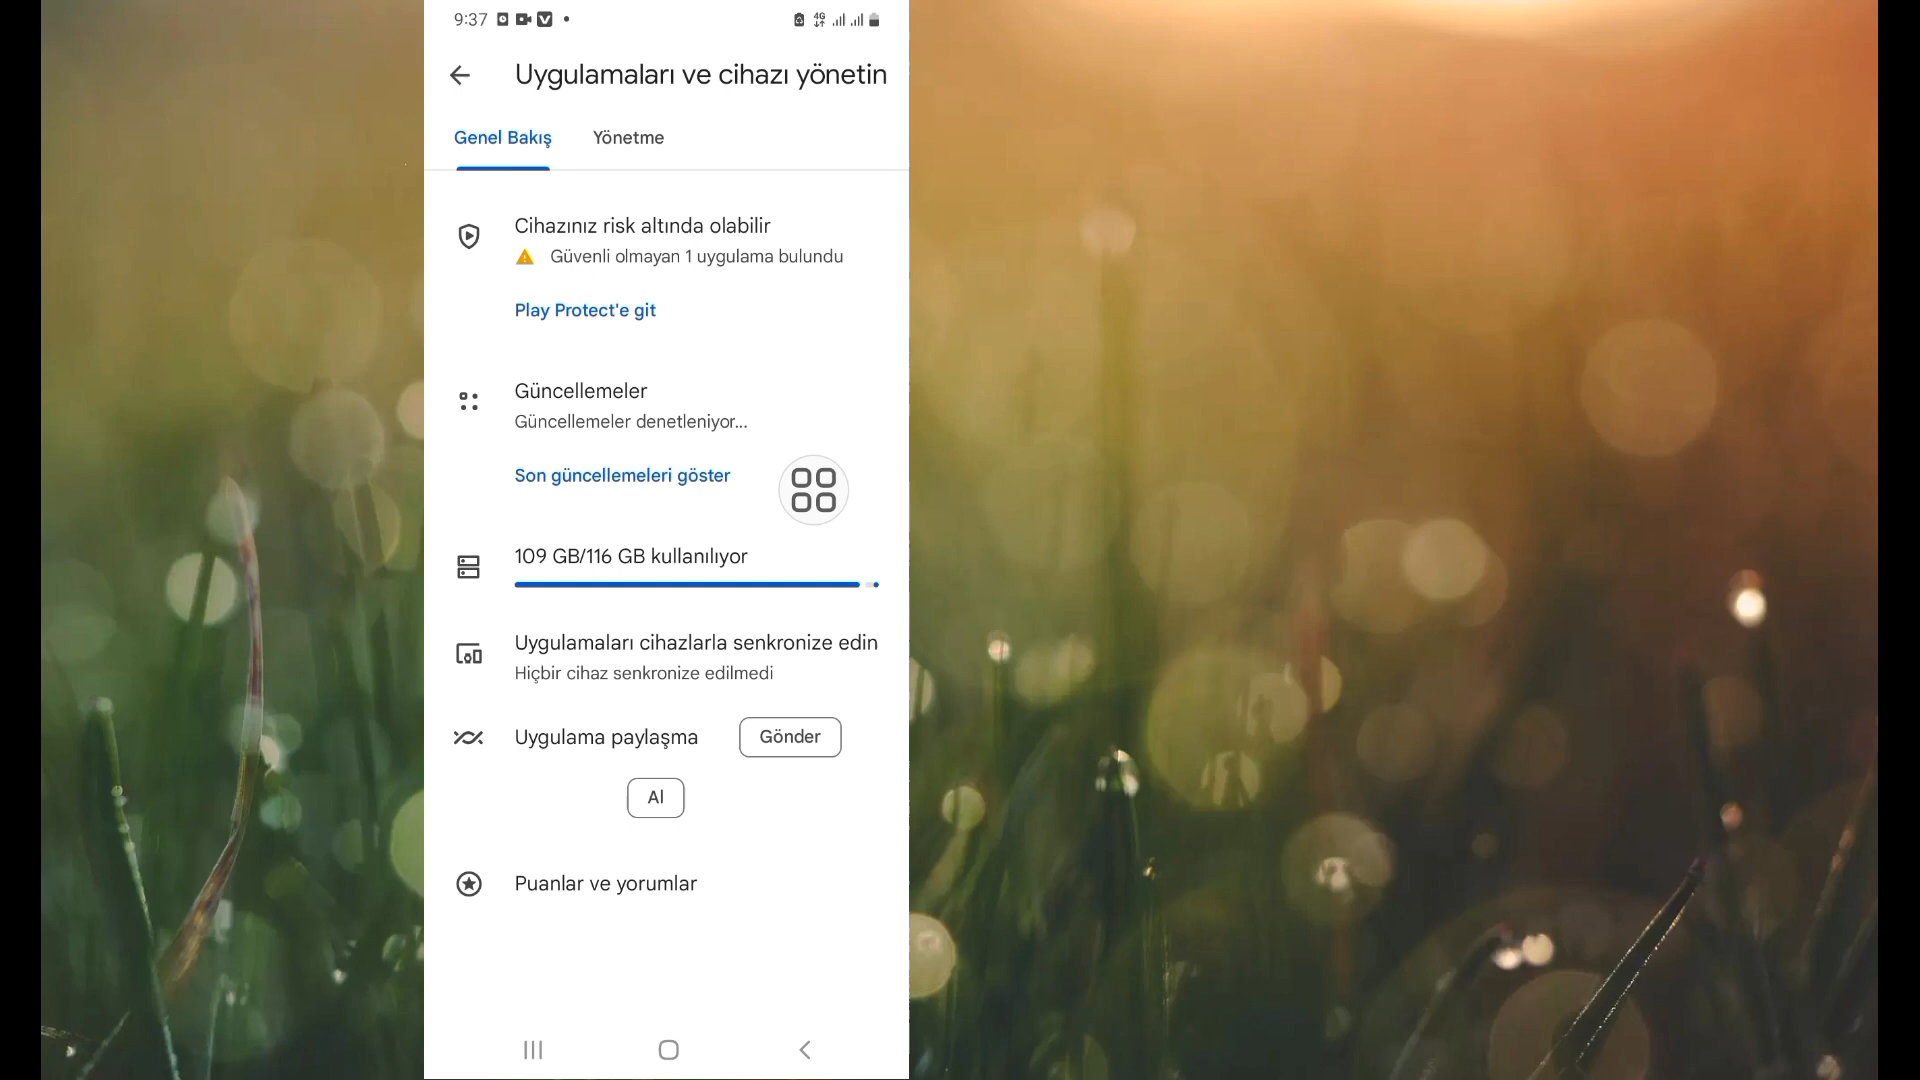 9:37
4G
Uygulamaları ve cihazı yönetin
Genel Bakış
Yönetme
Cihazınız risk altında olabilir
Güvenli olmayan 1 uygulama bulundu
Play Protect'e git
Güncellemeler
Güncellemeler denetleniyor...
Son güncellemeleri göster
109 GB/116 GB kullanılıyor
Uygulamaları cihazlarla senkronize edin
Hiçbir cihaz senkronize edilmedi
Uygulama paylaşma
Gönder
Al
Puanlar ve yorumlar